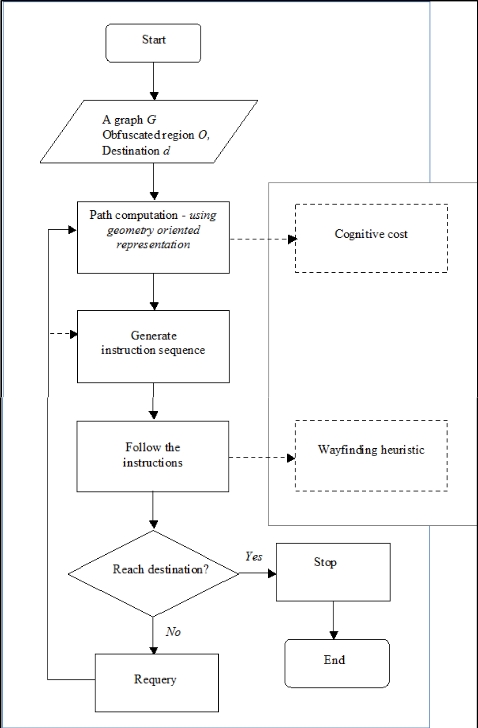 Start
A graph G
Obfuscated region O,
Destination d
Path computation - using
geometry oriented
representation
Cognitive cost
Generate
instruction sequence
Follow the
instructions
Wayfinding heuristic
Reach destination?
Yes
Stop
No
End
Requery